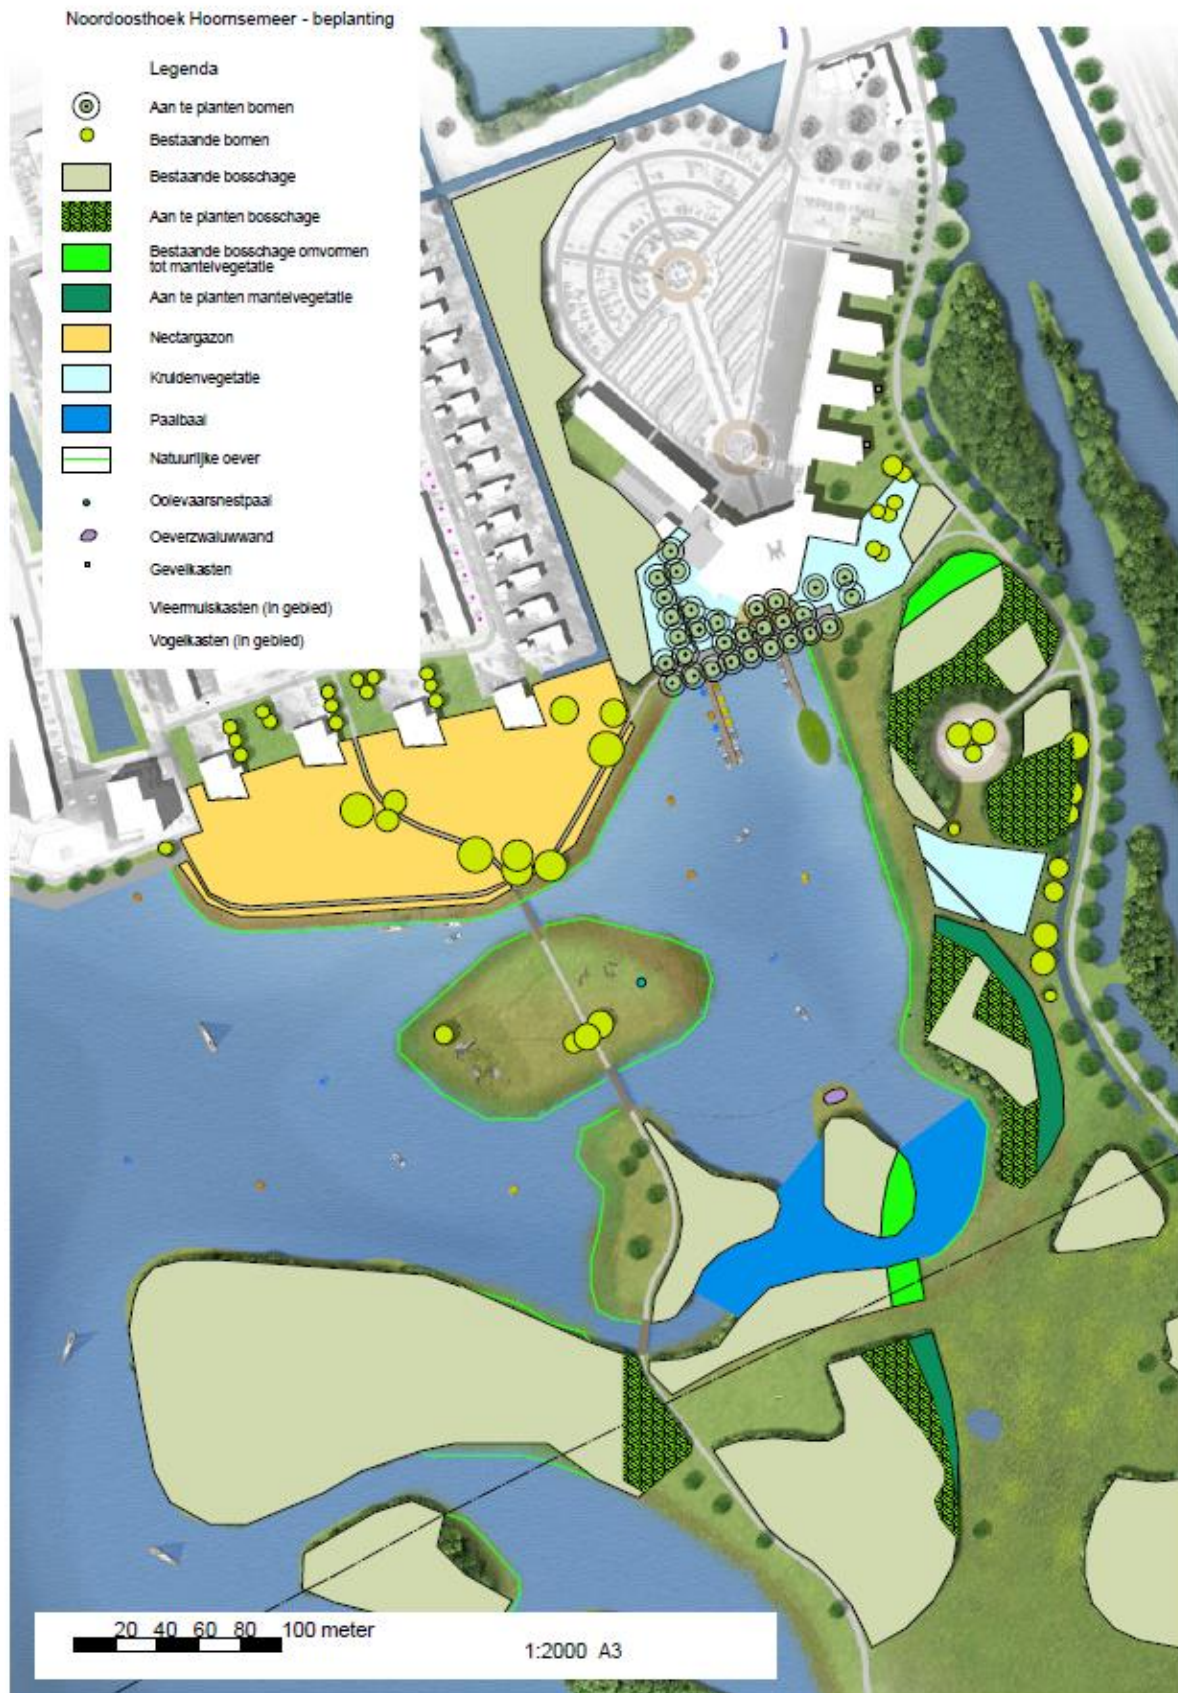 Noordoosthoek Hoornsemeer - beplanting
Legenda
Aan te planten bomen
Bestaande bomen
Bestaande bosschage
Aan te planten bosschage
Bestaande bosschage omvormen
tot mantelvegetatie
Aan te planten mantelvegetatie
Nectargazon
Kruidenvegetatie
Paaibaai
Natuurlijke oever
Ooievaarsnestpaal
Oeverzwaluwwand
Gevelkasten
Vleermuiskasten (in gebied)
Vogelkasten (in gebied)
20 40 60 80 100 meter
1:2000 A3